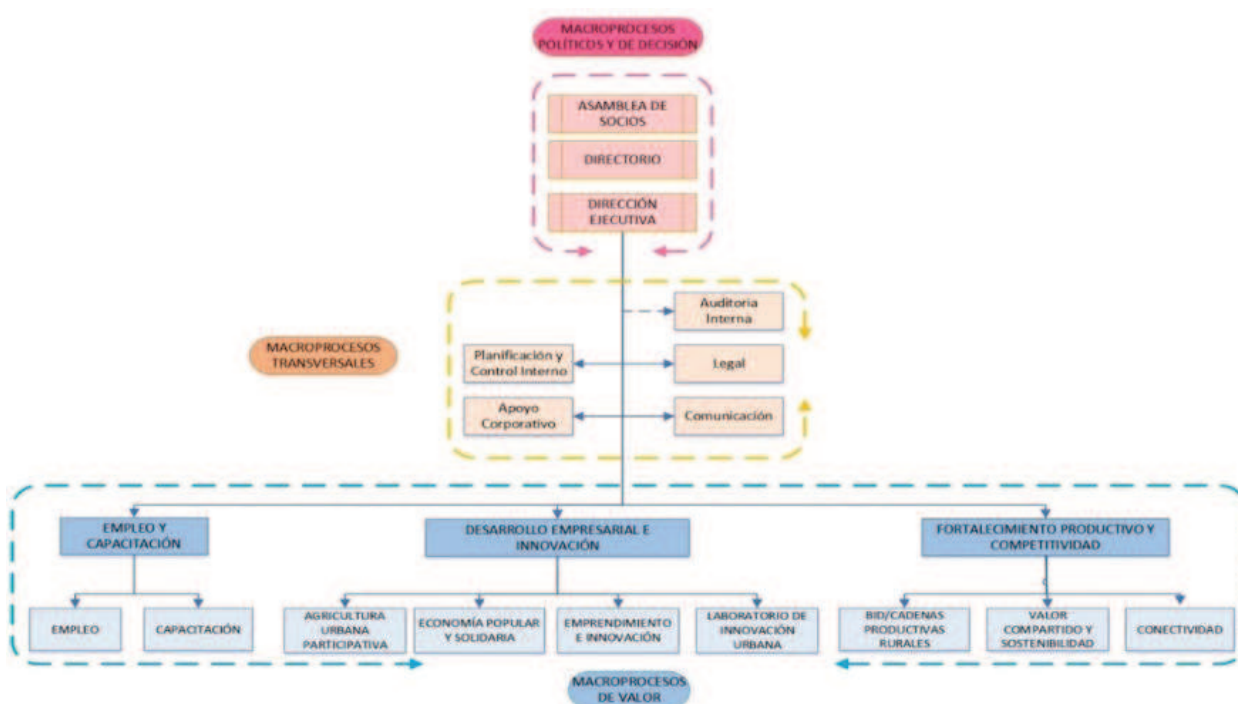 MACROPROCESOS
POLÍTICOS Y DE DECISIÓN
ASAMBLEA DE
SOCIOS
DIRECTORIO
DIRECCIÓN
EJECUTIVA
MACROPROCESOS
TRANSVERSALES
Auditoria
Interna
Planificación y
Control Interno
Legal
Apoyo
Corporativo
Comunicación
EMPLEO Y
CAPACITACIÓN
DESARROLLO EMPRESARIAL E
INNOVACIÓN
FORTALECIMIENTO PRODUCTIVO Y
COMPETITIVIDAD
EMPLEO
CAPACITACIÓN
AGRICULTURA
URBANA
PARTICIPATIVA
ECONOMÍA POPULAR
Y SOLIDARIA
EMPRENDIMIENTO
E INNOVACIÓN
LABORATORIO DE
INNOVACIÓN
URBANA
BID/CADENAS
PRODUCTIVAS
RURALES
VALOR
COMPARTIDO Y
SOSTENIBILIDAD
CONECTIVIDAD
MACROPROCESOS
DE VALOR